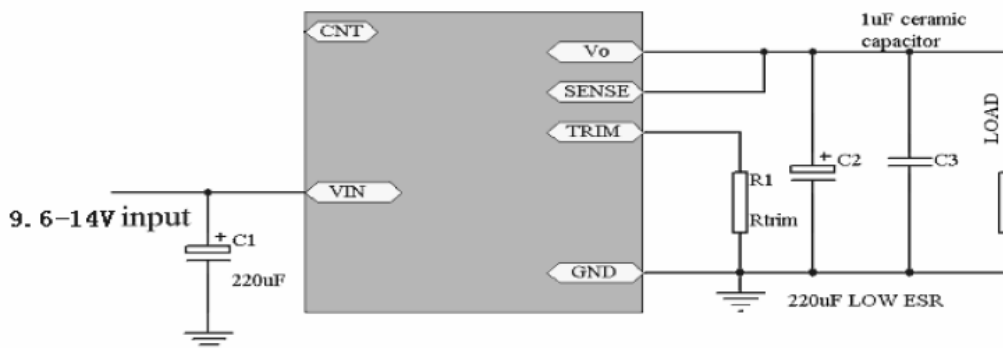 CNT
Vo
SENSE
TRIM
VIN
GND
9.6-14V input
C1
220uF
R1
Rtrim
C2
220uF LOW ESR
1uF ceramic
capacitor
C3
LOAD